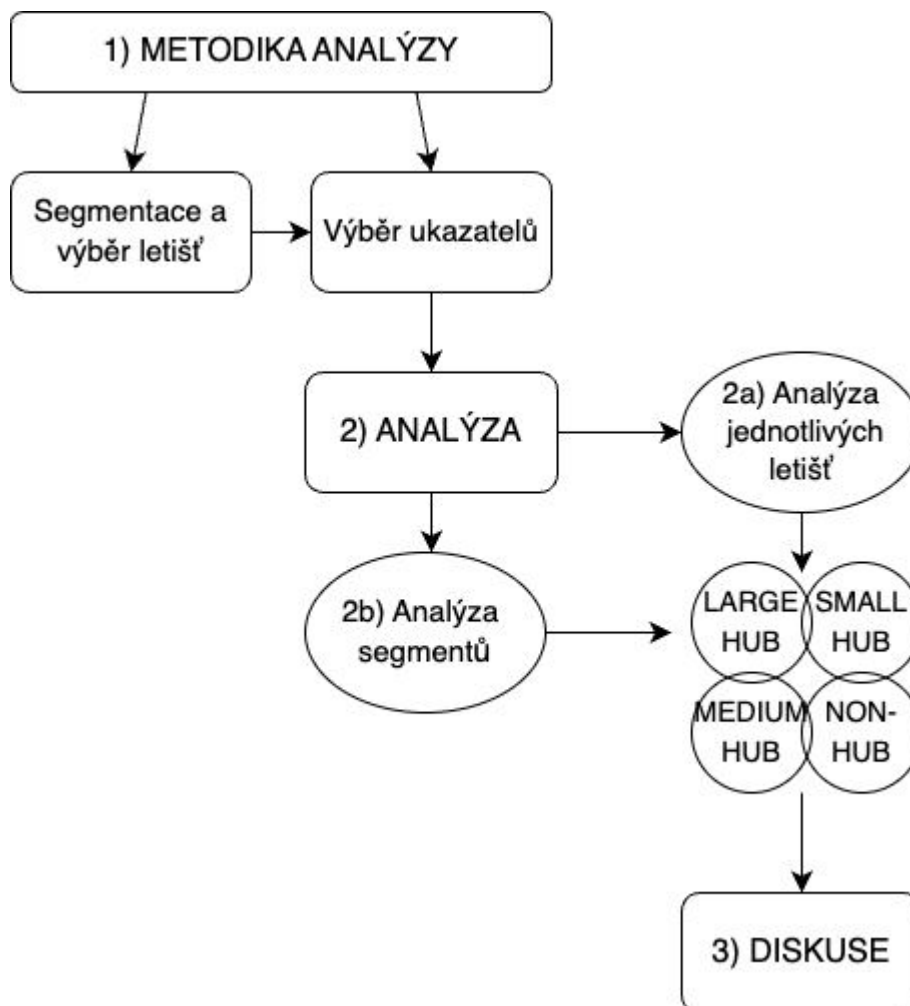 1) METODIKA ANALÝZY
Segmentace a
výběr letišť
Výběr ukazatelů
2) ANALÝZA
2a) Analýza
jednotlivých
letišť
2b) Analýza
segmentů
LARGE
HUB
SMALL
HUB
MEDIUM
HUB
NON-
HUB
3) DISKUSE